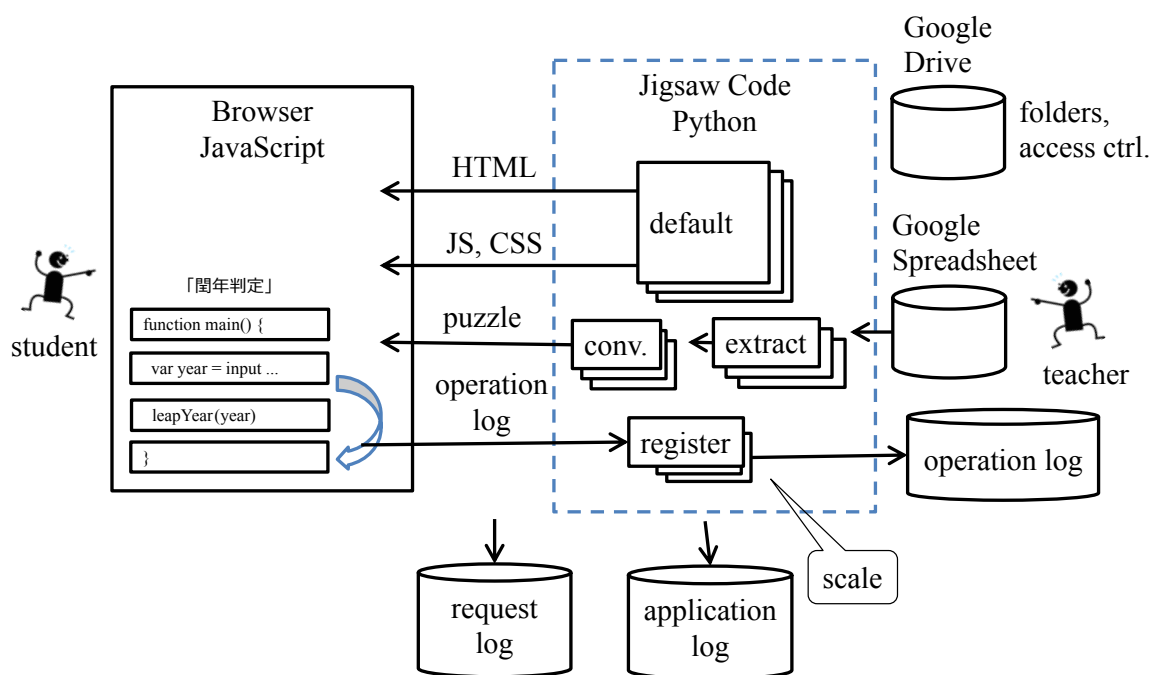 Google
Drive
folders,
access ctrl.
Jigsaw Code
Python
Browser
JavaScript
HTML
default
JS, CSS
Google
Spreadsheet
「閏年判定」
function main() {
var year = input ...
leapYear(year)
}
student
puzzle
conv.
extract
teacher
operation
log
register
operation log
scale
request
log
application
log